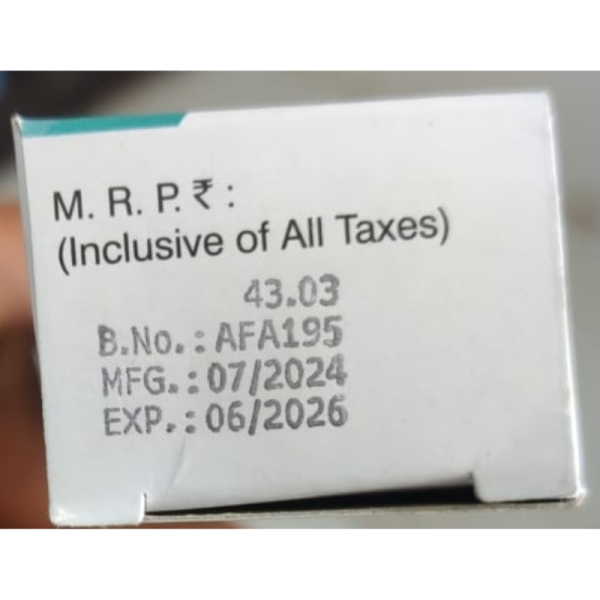 M. R. P. ₹ :
(Inclusive of All Taxes)
43.03
B.No. : AFA195
MFG. : 07/2024
EXP. : 06/2026